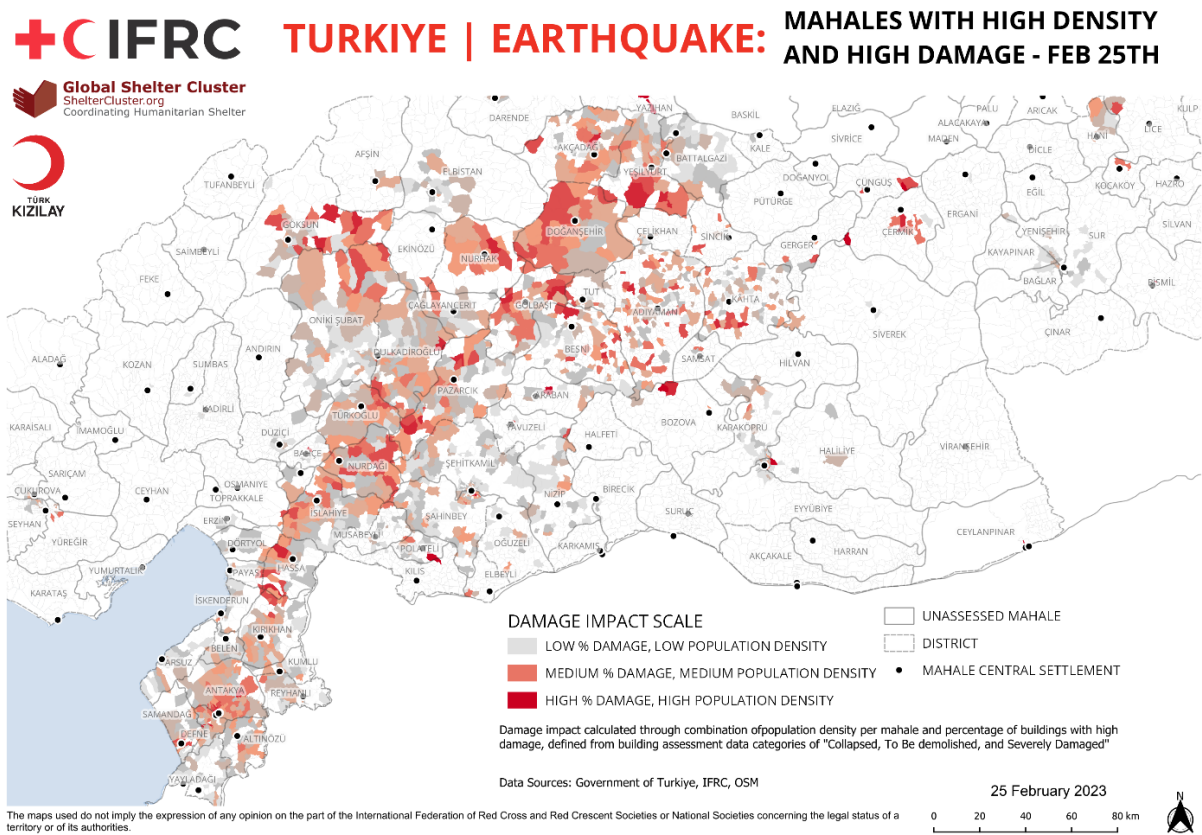 IFRC
TURKIYE | EARTHQUAKE:
MAHALES WITH HIGH DENSITY
AND HIGH DAMAGE - FEB 25TH
Global Shelter Cluster
ShelterCluster.org
Coordinating Humanitarian Shelter
TÜRK
KIZILAY
YAZIHAN
DARENDE
BASKİL
ELAZIĞ
PALU
ARICAK
KULP
ALACAKAYA
LİCE
SİVRİCE
MADEN
HANİ
AKÇADAĞ
KALE
DİCLE
AFŞİN
BATTALGAZİ
ELBİSTAN
YEŞİLYURT
DOĞANYOL
TUFANBEYLİ
ÇÜNGÜŞ
EĞİL
KOCAKÖY
HAZRO
PÜTÜRGE
ERGANİ
GÖKSUN
DOĞANŞEHİR
ÇELİKHAN
SİNCİK
ÇERMİK
YENİŞEHİR
SUR
SİLVAN
SAİMBEYLİ
EKİNÖZÜ
GERGER
KAYAPINAR
NURHAK
FEKE
BAĞLAR
BİSMİL
TUT
ÇAĞLAYANCERİT
GÖLBAŞI
KAHTA
ADIYAMAN
ONİKİ ŞUBAT
SİVEREK
ÇINAR
ANDIRIN
DULKADİROĞLU
BESNİ
ALADAĞ
KOZAN
SUMBAS
SAMSAT
HİLVAN
PAZARCIK
ARABAN
KADİRLİ
TÜRKOĞLU
BOZOVA
KARAİSALI
İMAMOĞLU
DÜZİÇİ
YAVUZELİ
HALFETİ
KARAKÖPRÜ
BAHÇE
HALİLİYE
VİRANŞEHİR
NURDAĞI
ŞEHİTKAMİL
SARIÇAM
OSMANIYE
ÇUKUROVA
CEYHAN
TOPRAKKALE
NİZİP
BİRECİK
İSLAHİYE
SURUÇ
EYYÜBİYE
SEYHAN
ERZİN
ŞAHİNBEY
YÜREĞİR
MUSABEYLİ
CEYLANPINAR
DÖRTYOL
POLATELİ
OĞUZELİ
KARKAMIŞ
AKÇAKALE
HARRAN
YUMURTALIK
PAYAS
HASSA
KİLİS
ELBEYLİ
KARATAŞ
İSKENDERUN
KIRIKHAN
BELEN
ARSUZ
KUMLU
ANTAKYA
REYHANLI
SAMANDAĞ
DEFNE
ALTINÖZÜ
YAYLADAĞI
DAMAGE IMPACT SCALE
LOW % DAMAGE, LOW POPULATION DENSITY
MEDIUM % DAMAGE, MEDIUM POPULATION DENSITY
HIGH % DAMAGE, HIGH POPULATION DENSITY
UNASSESSED MAHALE
DISTRICT
MAHALE CENTRAL SETTLEMENT
Damage impact calculated through combination ofpopulation density per mahale and percentage of buildings with high
damage, defined from building assessment data categories of "Collapsed, To Be demolished, and Severely Damaged"
Data Sources: Government of Turkiye, IFRC, OSM
25 February 2023
N
0 20 40 60 80 km
The maps used do not imply the expression of any opinion on the part of the International Federation of Red Cross and Red Crescent Societies or National Societies concerning the legal status of a
territory or of its authorities.